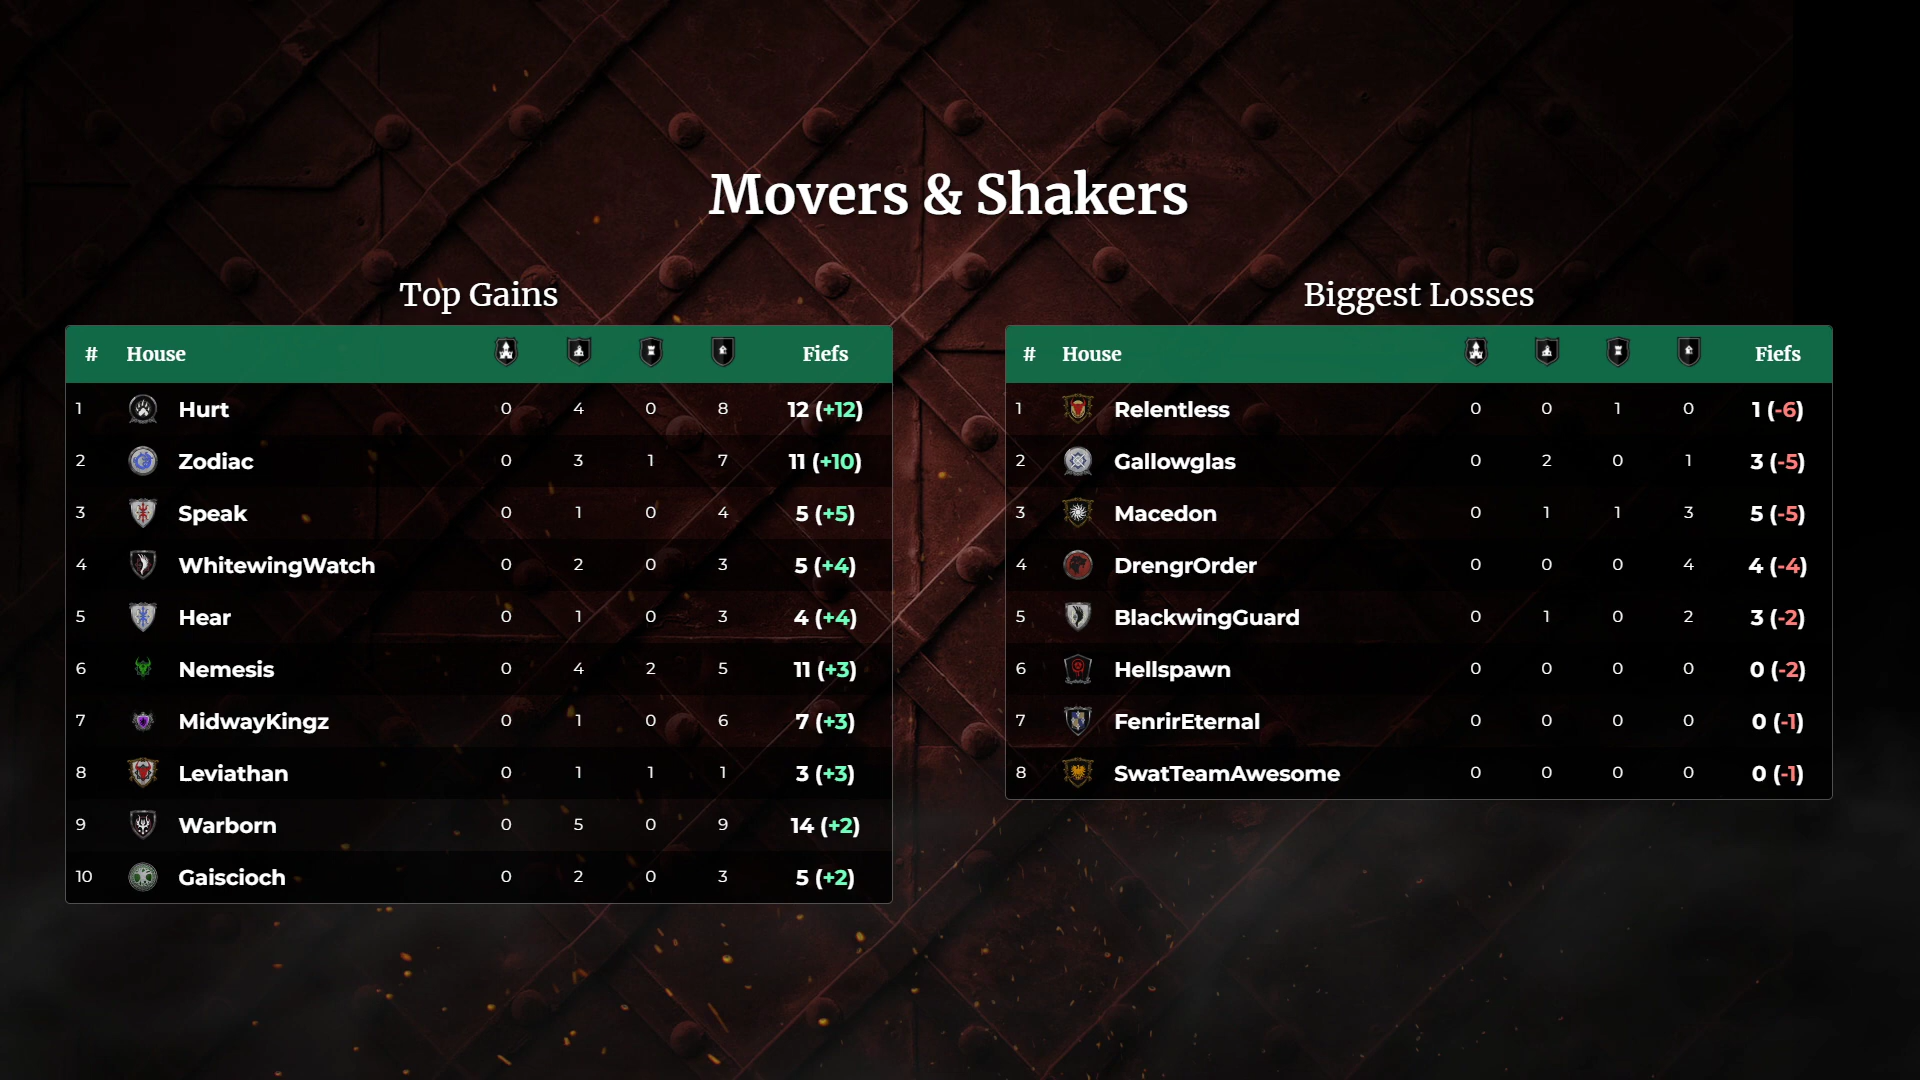 Movers & Shakers
Top Gains
# House Fiefs
1 Hurt 0 4 0 8 12 (+12)
2 Zodiac 0 3 1 7 11 (+10)
3 Speak 0 1 0 4 5 (+5)
4 WhitewingWatch 0 2 0 3 5 (+4)
5 Hear 0 1 0 3 4 (+4)
6 Nemesis 0 4 2 5 11 (+3)
7 MidwayKingz 0 1 0 6 7 (+3)
8 Leviathan 0 1 1 1 3 (+3)
9 Warborn 0 5 0 9 14 (+2)
10 Gaiscioch 0 2 0 3 5 (+2)
Biggest Losses
# House Fiefs
1 Relentless 0 0 1 0 1 (-6)
2 Gallowglas 0 2 0 1 3 (-5)
3 Macedon 0 1 1 3 5 (-5)
4 DrengrOrder 0 0 0 4 4 (-4)
5 BlackwingGuard 0 1 0 2 3 (-2)
6 Hellspawn 0 0 0 0 0 (-2)
7 FenrirEternal 0 0 0 0 0 (-1)
8 SwatTeamAwesome 0 0 0 0 0 (-1)